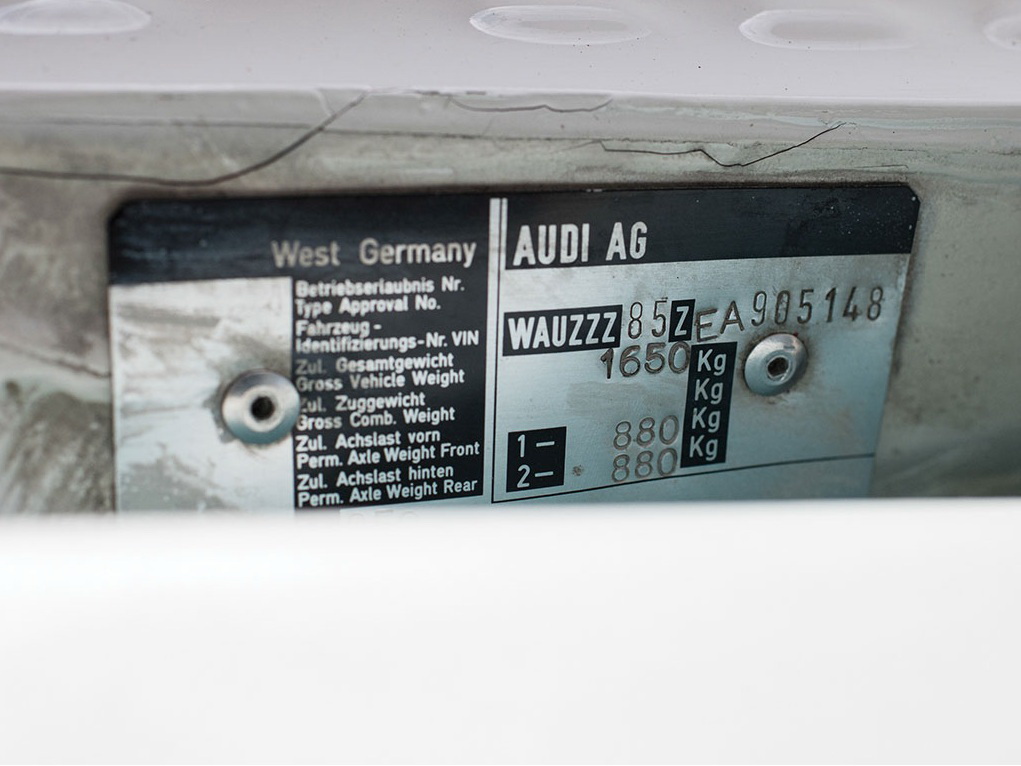 West Germany
Betriebserlaubnis Nr.
Type Approval No.
Fahrzeug-
Identifizierungs-Nr. VIN
Zul. Gesamtgewicht
Gross Vehicle Weight
Zul. Zuggewicht
Gross Comb. Weight
Zul. Achslast vorn
Perm. Axle Weight Front
Zul. Achslast hinten
Perm. Axle Weight Rear
AUDI AG
WAUZZZ85ZEA905148
1650 Kg
Kg
1— 880 Kg
2— 880 Kg